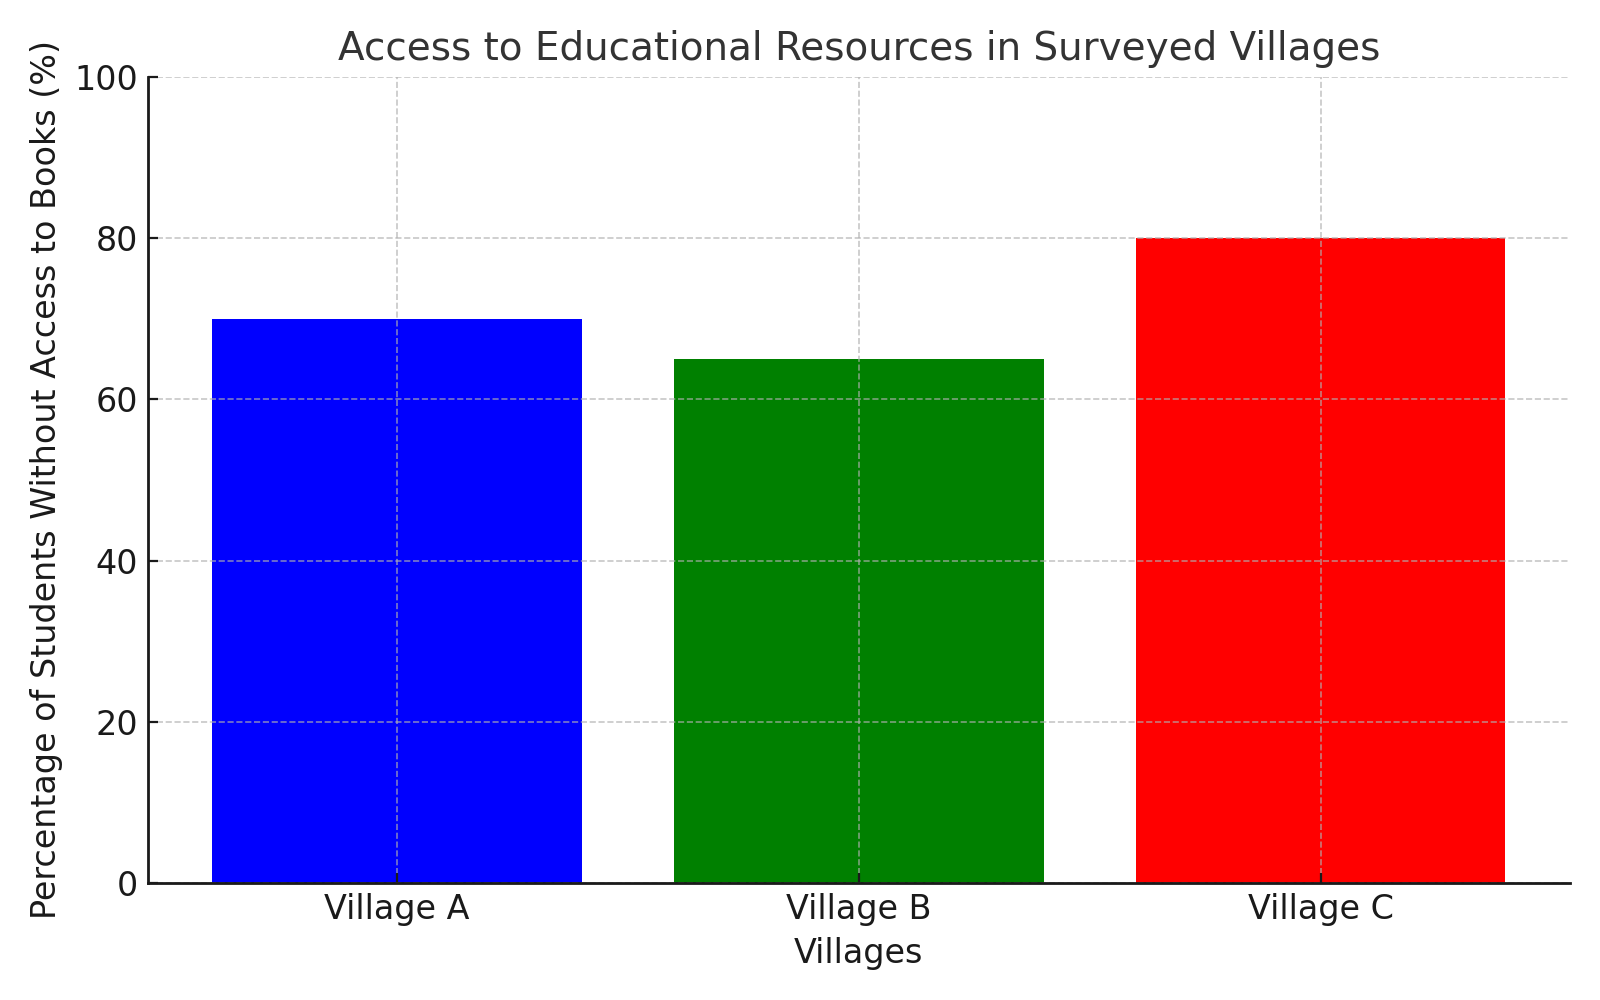 Access to Educational Resources in Surveyed Villages
Percentage of Students Without Access to Books (%)
100
80
60
40
20
0
Village A
Village B
Village C
Villages